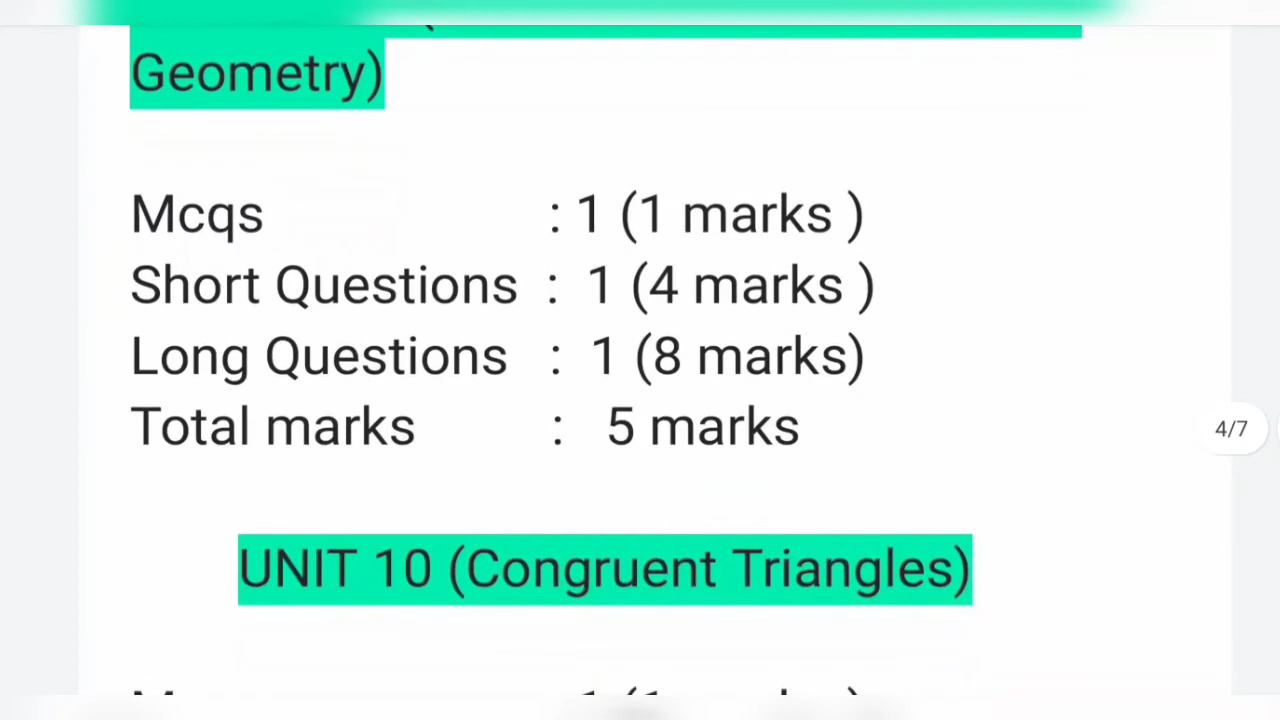 Geometry)
Mcqs : 1 (1 marks )
Short Questions : 1 (4 marks )
Long Questions : 1 (8 marks)
Total marks : 5 marks
4/7
UNIT 10 (Congruent Triangles)